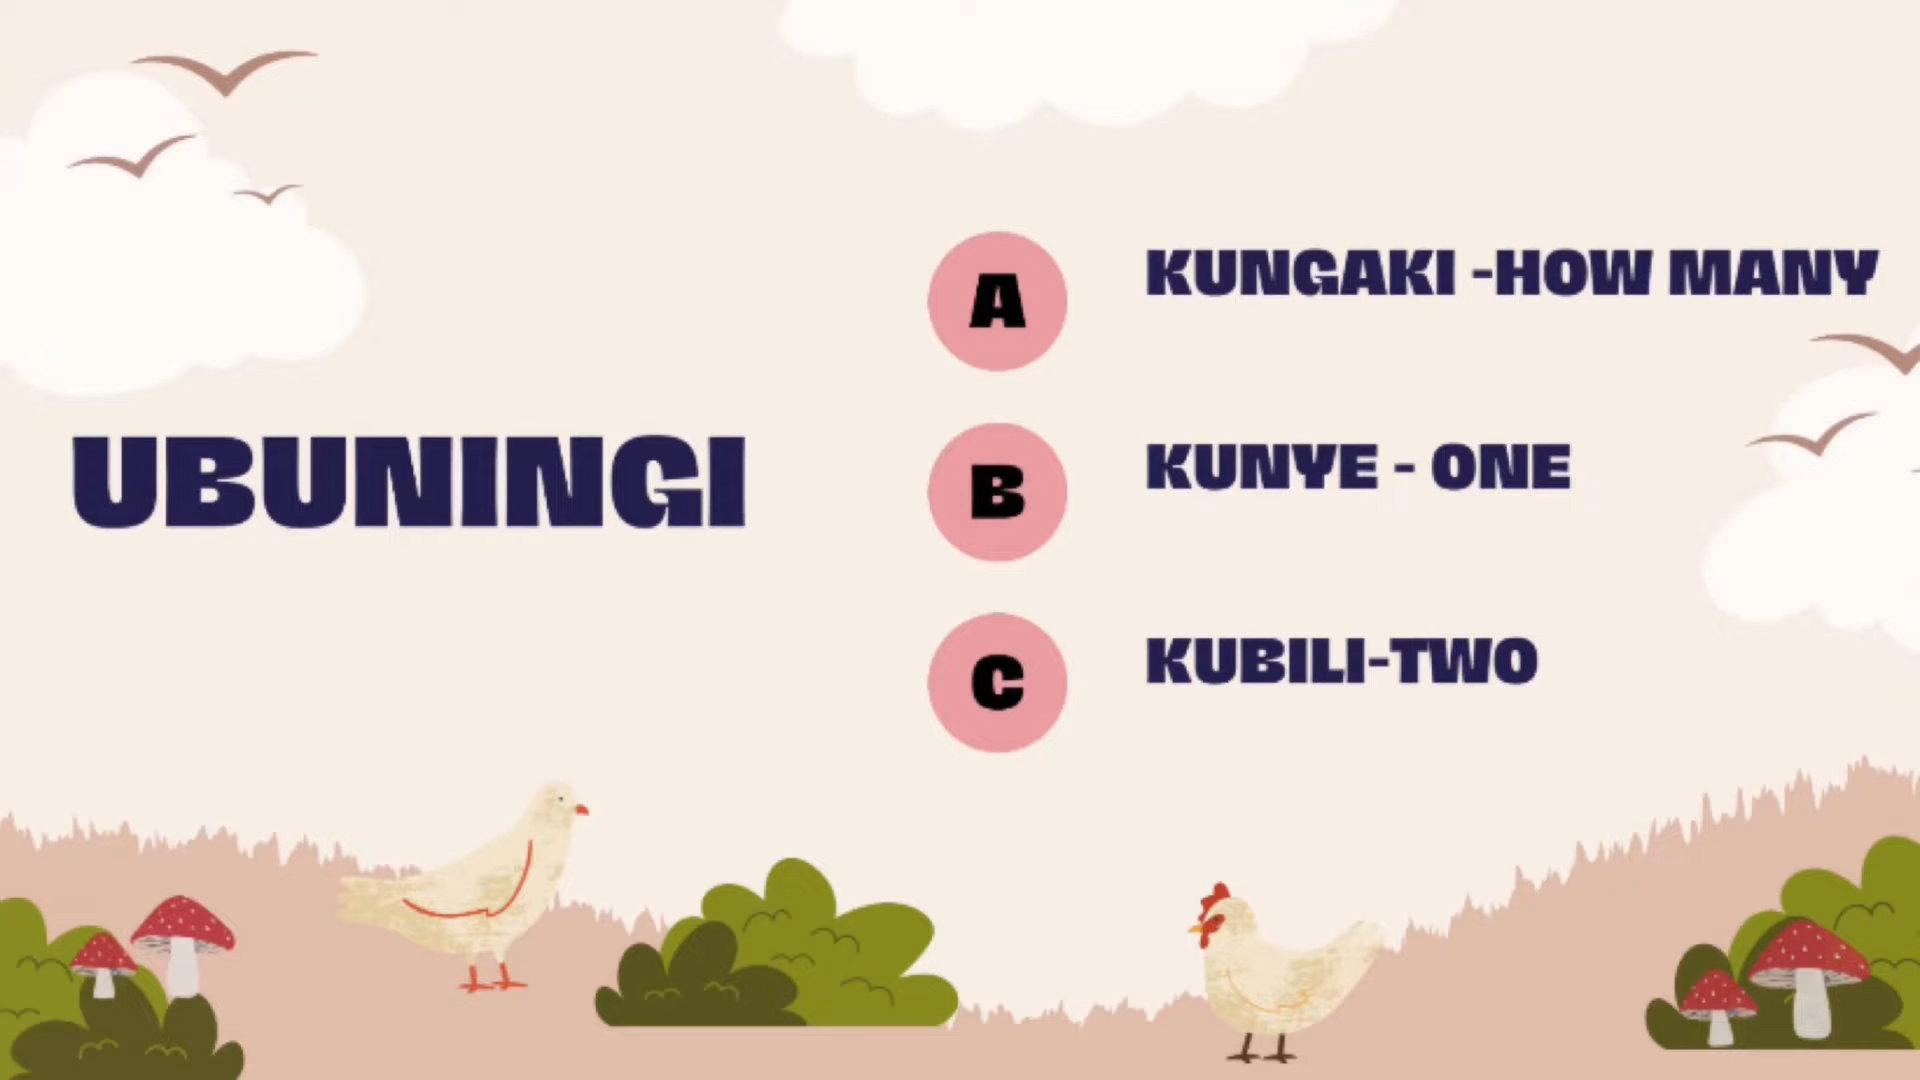 UBUNINGI
A
KUNGAKI -HOW MANY
B
KUNYE - ONE
C
KUBILI-TWO